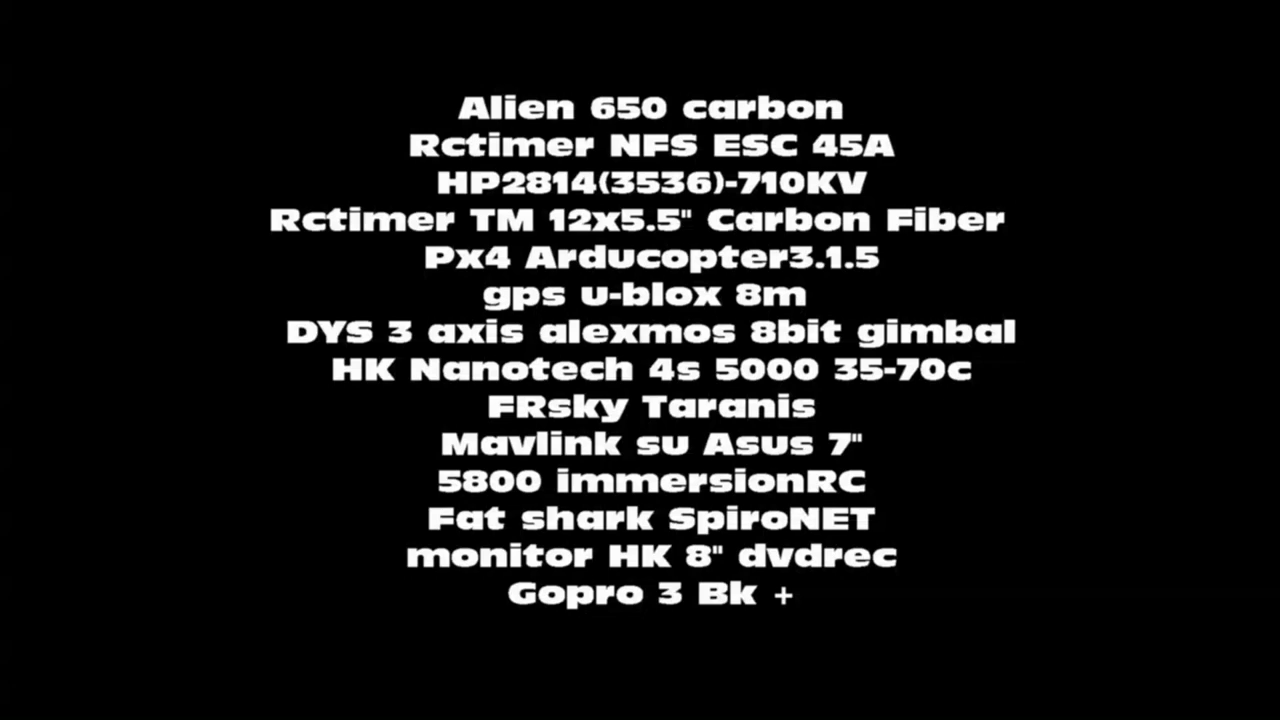 Alien 650 carbon
Rctimer NFS ESC 45A
HP2814(3536)-710KV
Rctimer TM 12x5.5" Carbon Fiber
Px4 Arducopter3.1.5
gps u-blox 8m
DYS 3 axis alexmos 8bit gimbal
HK Nanotech 4s 5000 35-70c
FRsky Taranis
Mavlink su Asus 7"
5800 immersionRC
Fat shark SpiroNET
monitor HK 8" dvdrec
Gopro 3 Bk +